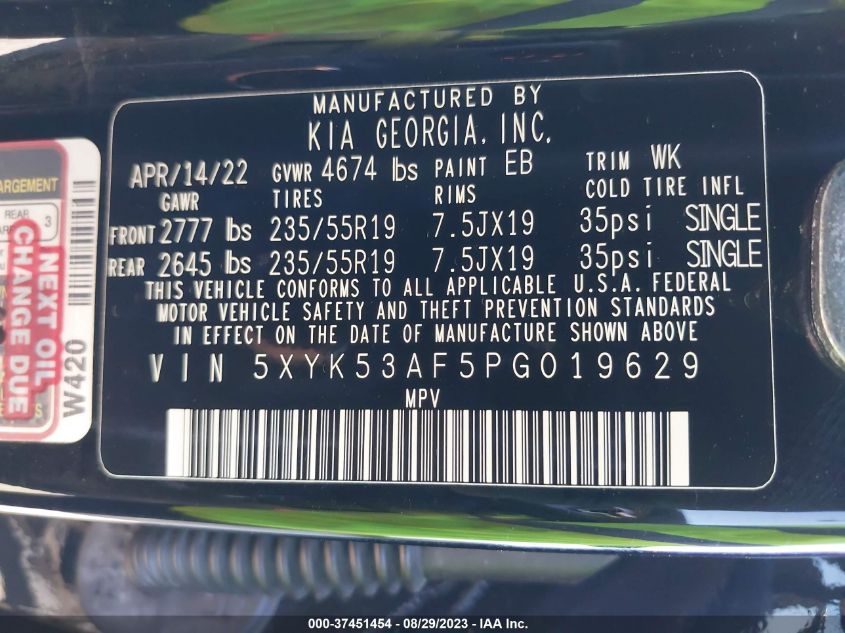 MANUFACTURED BY
KIA GEORGIA, INC.
APR/14/22 GVWR 4674 lbs PAINT EB TRIM WK
GAWR TIRES RIMS COLD TIRE INFL
FRONT 2777 lbs 235/55R19 7.5JX19 35psi SINGLE
REAR 2645 lbs 235/55R19 7.5JX19 35psi SINGLE
THIS VEHICLE CONFORMS TO ALL APPLICABLE U.S.A. FEDERAL
MOTOR VEHICLE SAFETY AND THEFT PREVENTION STANDARDS
IN EFFECT ON THE DATE OF MANUFACTURE SHOWN ABOVE
VIN 5XYK53AF5PG019629
MPV
ARGEMENT
REAR
3
NEXT OIL
CHANGE DUE
W420
000-37451454 - 08/29/2023 - IAA Inc.